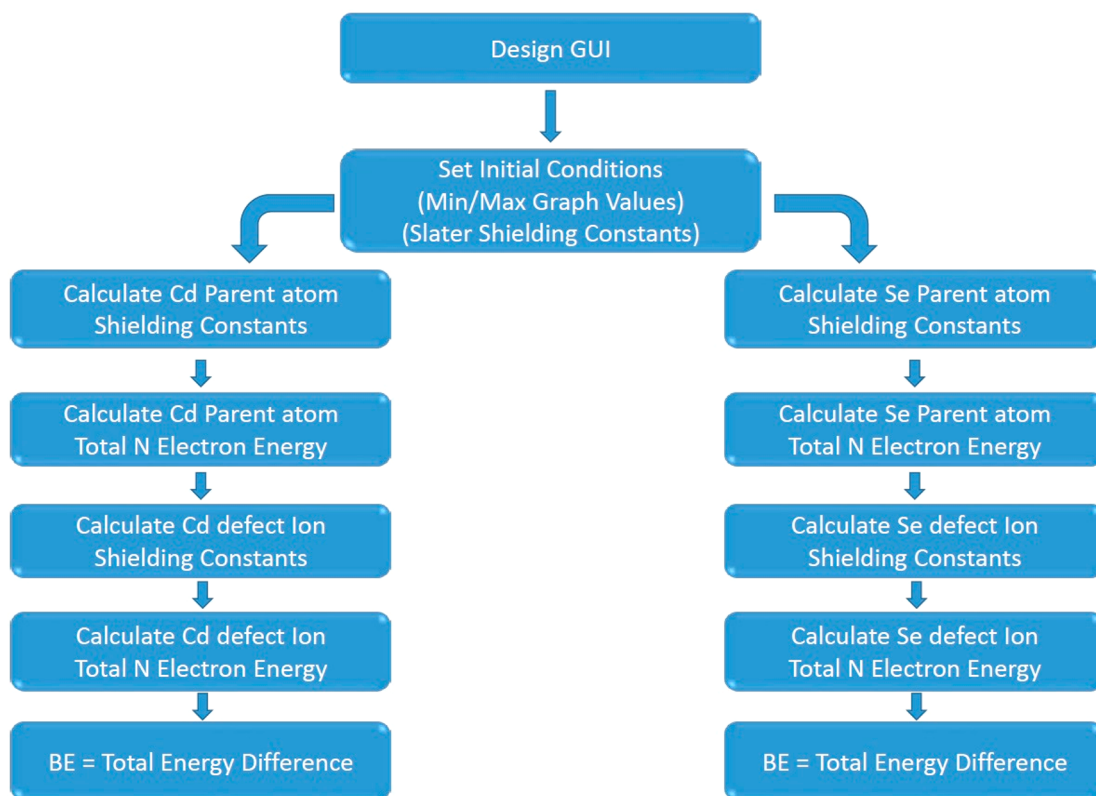 Design GUI
Set Initial Conditions
(Min/Max Graph Values)
(Slater Shielding Constants)
Calculate Cd Parent atom
Shielding Constants
Calculate Cd Parent atom
Total N Electron Energy
Calculate Cd defect Ion
Shielding Constants
Calculate Cd defect Ion
Total N Electron Energy
BE = Total Energy Difference
Calculate Se Parent atom
Shielding Constants
Calculate Se Parent atom
Total N Electron Energy
Calculate Se defect Ion
Shielding Constants
Calculate Se defect Ion
Total N Electron Energy
BE = Total Energy Difference